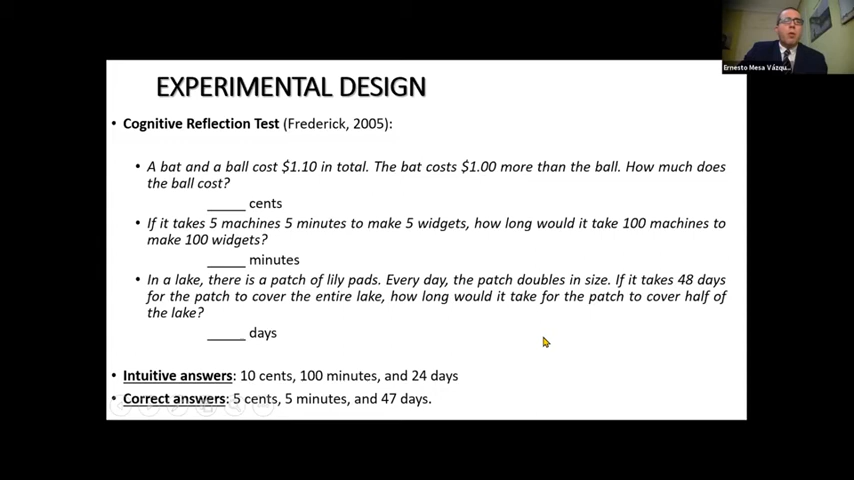 Ernesto Mesa Vázqu...
EXPERIMENTAL DESIGN
• Cognitive Reflection Test (Frederick, 2005):
• A bat and a ball cost $1.10 in total. The bat costs $1.00 more than the ball. How much does
the ball cost?
_____ cents
• If it takes 5 machines 5 minutes to make 5 widgets, how long would it take 100 machines to
make 100 widgets?
_____ minutes
• In a lake, there is a patch of lily pads. Every day, the patch doubles in size. If it takes 48 days
for the patch to cover the entire lake, how long would it take for the patch to cover half of
the lake?
_____ days
• Intuitive answers: 10 cents, 100 minutes, and 24 days
• Correct answers: 5 cents, 5 minutes, and 47 days.